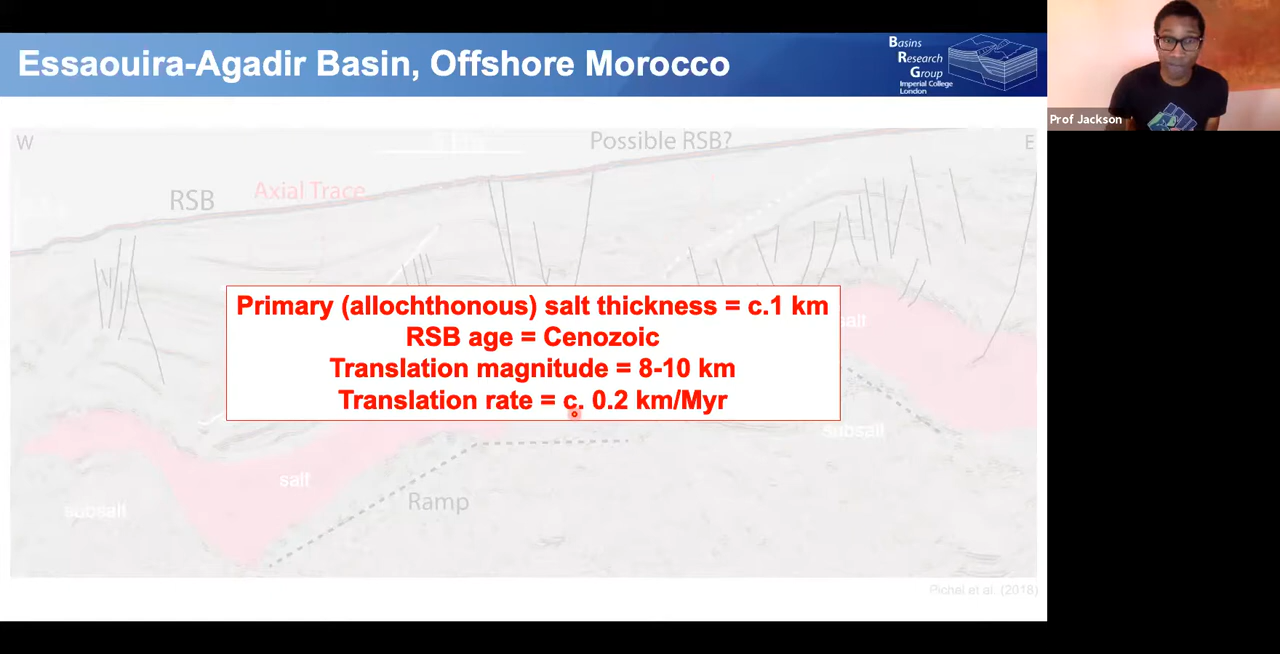 Essaouira-Agadir Basin, Offshore Morocco
Basins
Research
Group
Imperial College
London
Prof Jackson
W
Possible RSB?
E
RSB
Axial Trace
Primary (allochthonous) salt thickness = c.1 km
RSB age = Cenozoic
Translation magnitude = 8-10 km
Translation rate = c. 0.2 km/Myr
salt
subsalt
salt
Ramp
subsalt
Pichel et al. (2018)